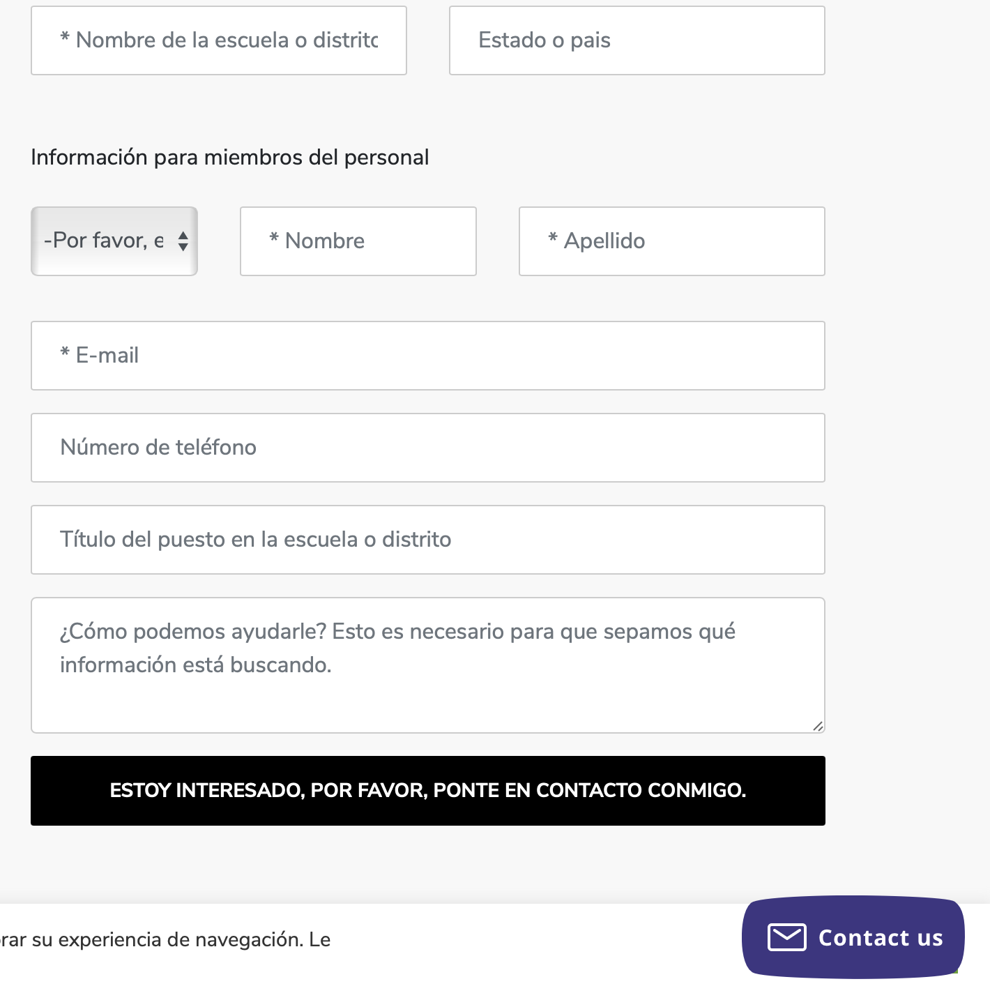 * Nombre de la escuela o distrito
Estado o pais
Información para miembros del personal
-Por favor, e
* Nombre
* Apellido
* E-mail
Número de teléfono
Título del puesto en la escuela o distrito
¿Cómo podemos ayudarle? Esto es necesario para que sepamos qué
información está buscando.
ESTOY INTERESADO, POR FAVOR, PONTE EN CONTACTO CONMIGO.
rar su experiencia de navegación. Le
Contact us